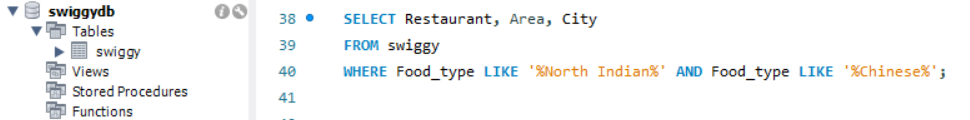 swiggydb
Tables
swiggy
Views
Stored Procedures
Functions
38 SELECT Restaurant, Area, City
39 FROM swiggy
40 WHERE Food_type LIKE '%North Indian%' AND Food_type LIKE '%Chinese%';
41